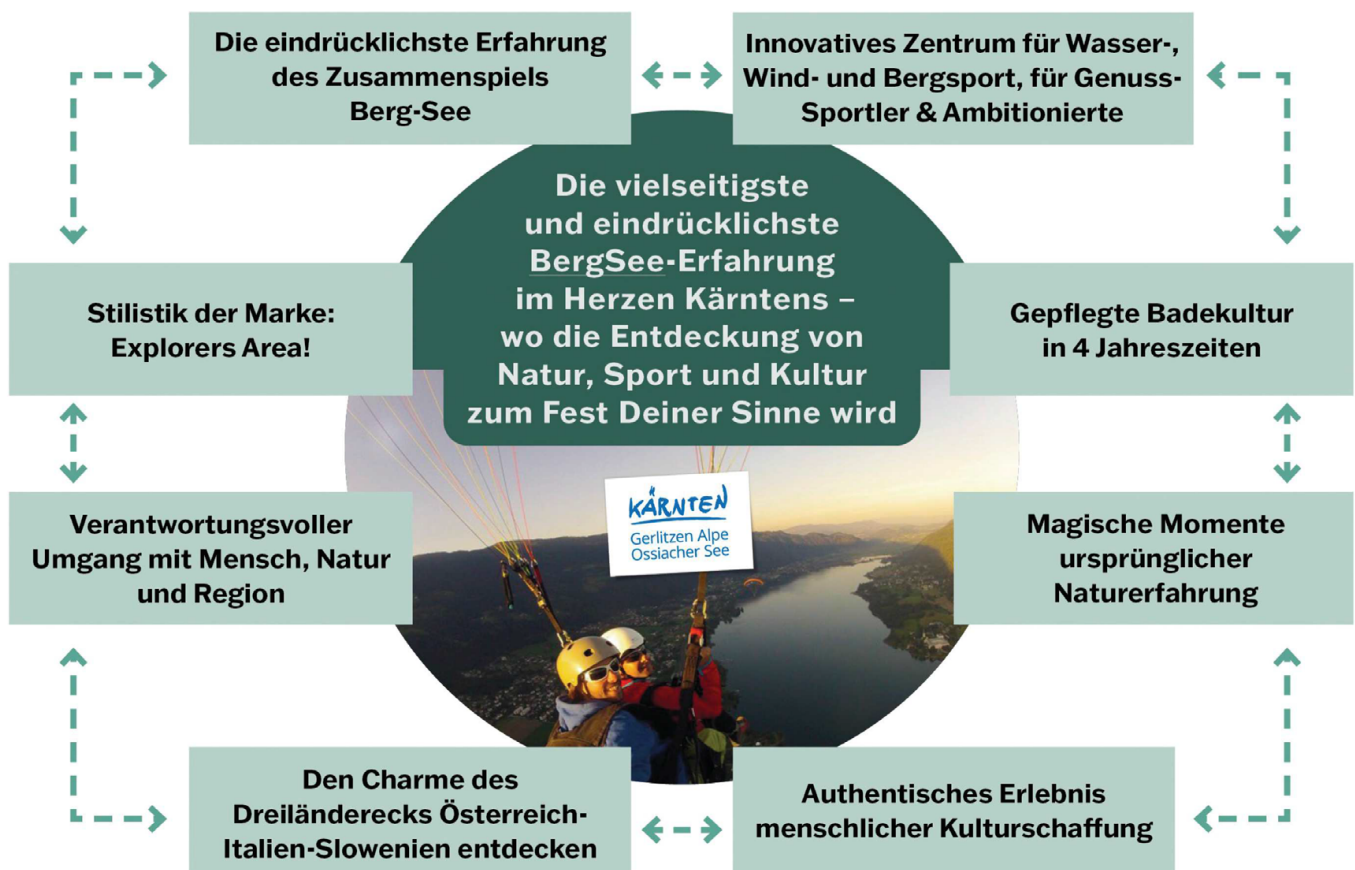 Die eindrücklichste Erfahrung
des Zusammenspiels
Berg-See
Innovatives Zentrum für Wasser-,
Wind- und Bergsport, für Genuss-
Sportler & Ambitionierte
Die vielseitigste
und eindrücklichste
BergSee-Erfahrung
im Herzen Kärntens –
wo die Entdeckung von
Natur, Sport und Kultur
zum Fest Deiner Sinne wird
Stilistik der Marke:
Explorers Area!
Gepflegte Badekultur
in 4 Jahreszeiten
KÄRNTEN
Gerlitzen Alpe
Ossiacher See
Verantwortungsvoller
Umgang mit Mensch, Natur
und Region
Magische Momente
ursprünglicher
Naturerfahrung
Den Charme des
Dreiländerecks Österreich-
Italien-Slowenien entdecken
Authentisches Erlebnis
menschlicher Kulturschaffung